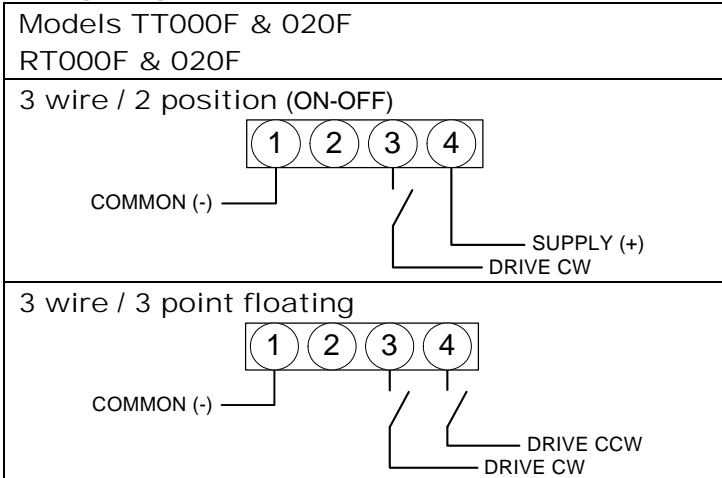 Models TT000F & 020F
RT000F & 020F
3 wire / 2 position (ON-OFF)
1 2 3 4
COMMON (-)
SUPPLY (+)
DRIVE CW
3 wire / 3 point floating
1 2 3 4
COMMON (-)
DRIVE CCW
DRIVE CW